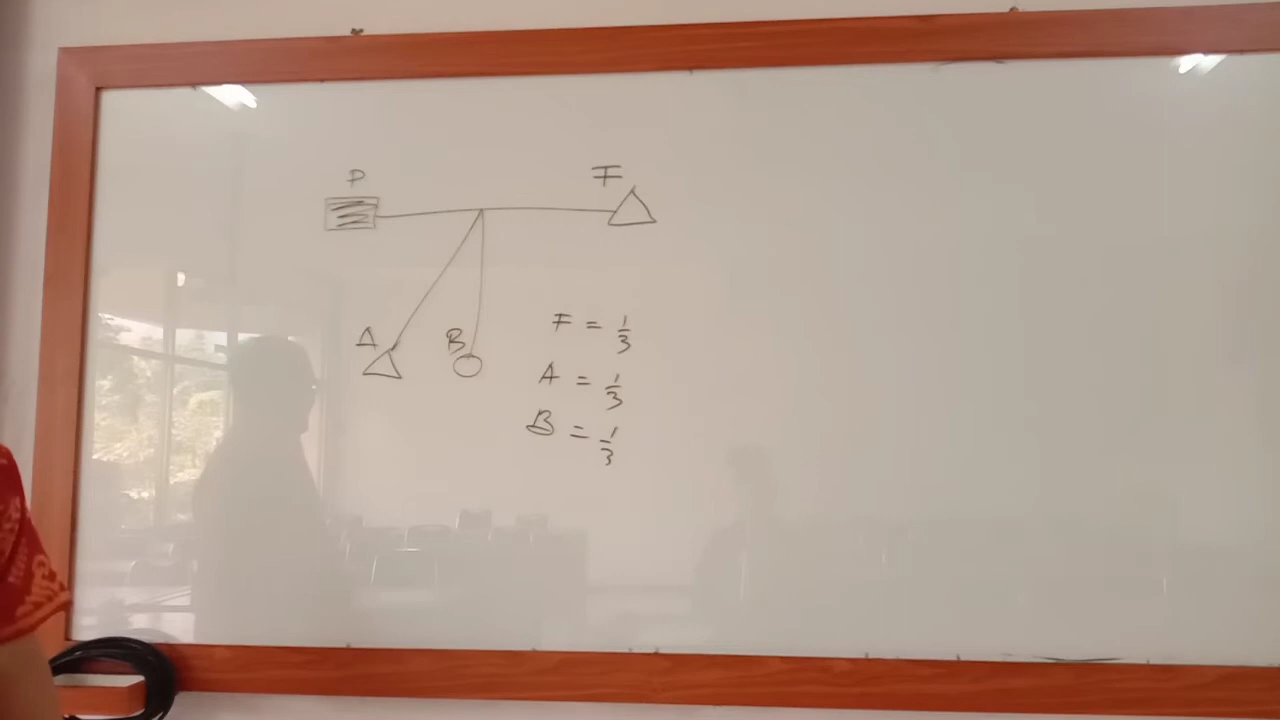 P
F
A
B
F = 1/3
A = 1/3
B = 1/3